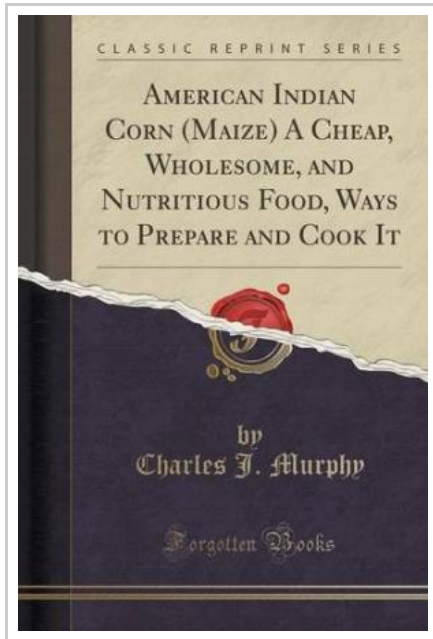 CLASSIC REPRINT SERIES
AMERICAN INDIAN
CORN (MAIZE) A CHEAP,
WHOLESOME, AND
NUTRITIOUS FOOD, WAYS
TO PREPARE AND COOK IT
by
Charles J. Murphy
Forgotten Books